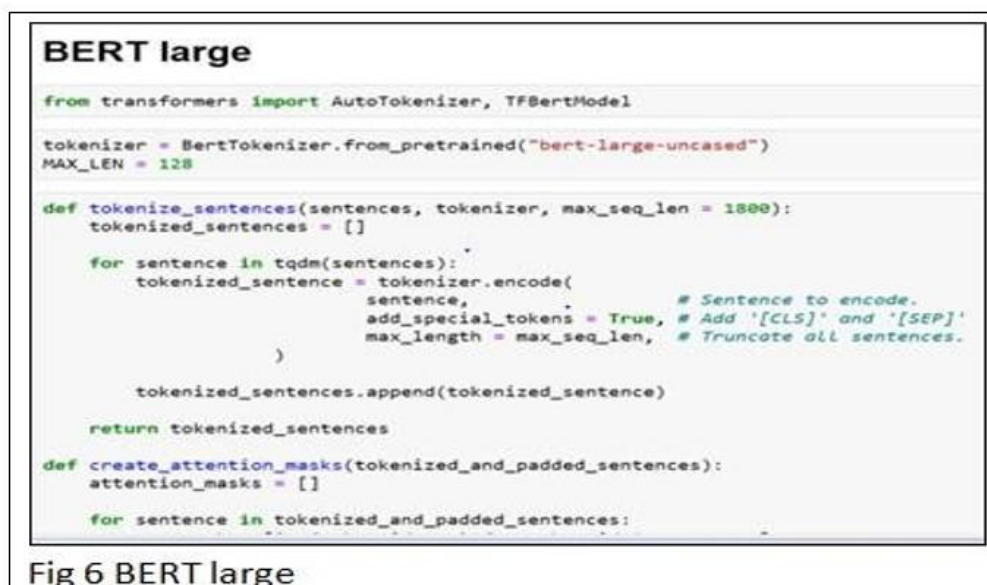 BERT large
from transformers import AutoTokenizer, TFBertModel
tokenizer = BertTokenizer.from_pretrained("bert-large-uncased")
MAX_LEN = 128
def tokenize_sentences(sentences, tokenizer, max_seq_len = 1800):
    tokenized_sentences = []
    for sentence in tqdm(sentences):
        tokenized_sentence = tokenizer.encode(
                            sentence,                  # Sentence to encode.
                            add_special_tokens = True, # Add '[CLS]' and '[SEP]'
                            max_length = max_seq_len,  # Truncate all sentences.
                    )
        tokenized_sentences.append(tokenized_sentence)
    return tokenized_sentences
def create_attention_masks(tokenized_and_padded_sentences):
    attention_masks = []
    for sentence in tokenized_and_padded_sentences:
Fig 6 BERT large